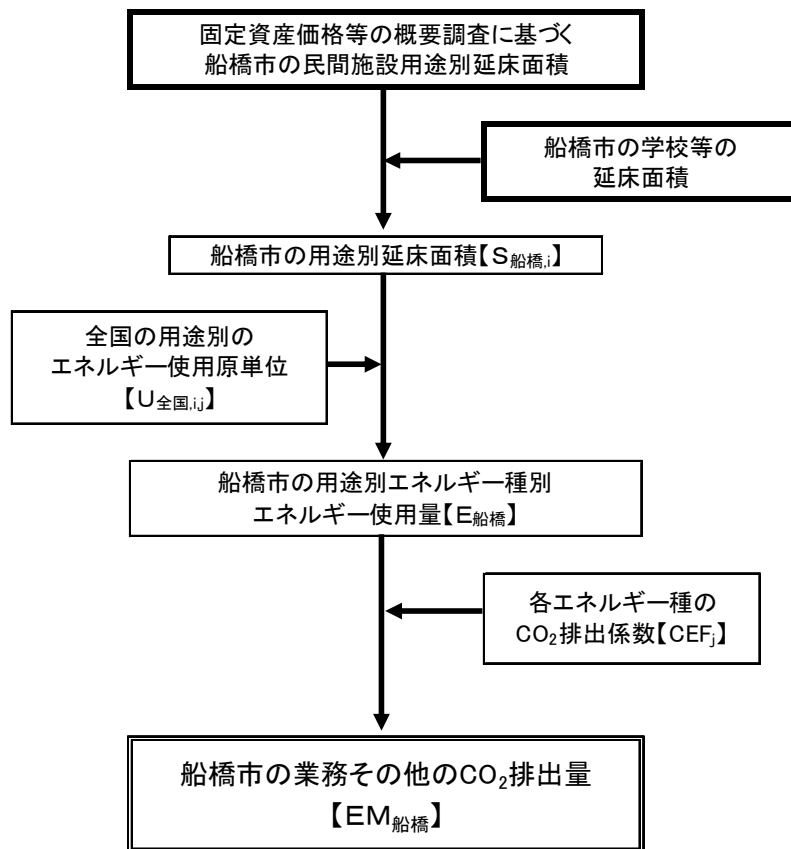 固定資産価格等の概要調査に基づく
船橋市の民間施設用途別延床面積
船橋市の学校等の
延床面積
船橋市の用途別延床面積【S船橋,i】
全国の用途別の
エネルギー使用原単位
【U全国,i,j】
船橋市の用途別エネルギー種別
エネルギー使用量【E船橋】
各エネルギー種の
CO₂排出係数【CEFj】
船橋市の業務その他のCO₂排出量
【EM船橋】